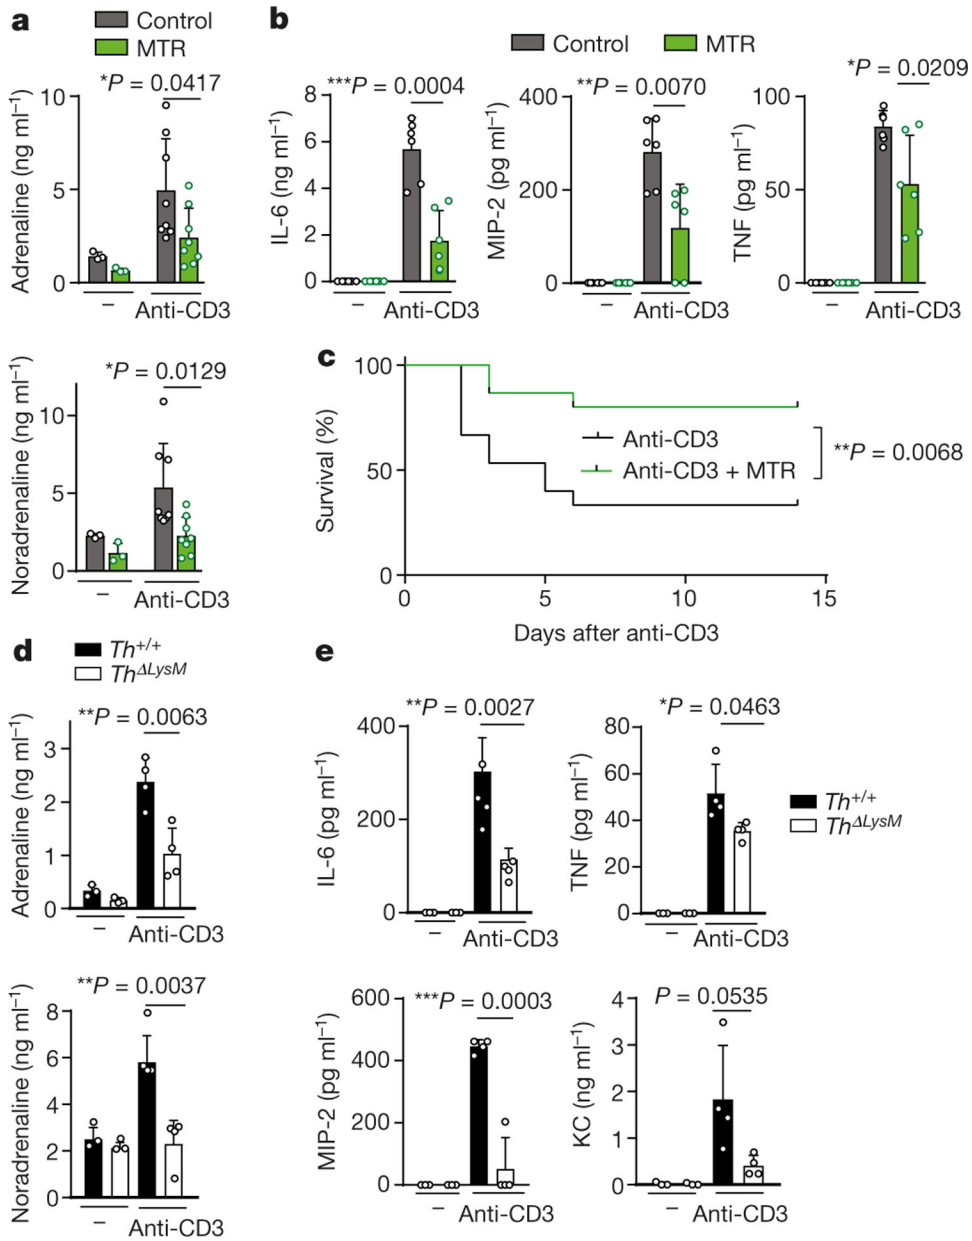 a
Control
MTR
*P = 0.0417
Adrenaline (ng ml⁻¹)
10
5
0
–
Anti-CD3
*P = 0.0129
Noradrenaline (ng ml⁻¹)
10
5
0
–
Anti-CD3
b
Control
MTR
***P = 0.0004
IL-6 (ng ml⁻¹)
8
6
4
2
0
–
Anti-CD3
**P = 0.0070
MIP-2 (pg ml⁻¹)
400
200
0
–
Anti-CD3
*P = 0.0209
TNF (pg ml⁻¹)
100
50
0
–
Anti-CD3
c
Survival (%)
100
50
0
0
5
10
15
Days after anti-CD3
Anti-CD3
Anti-CD3 + MTR
**P = 0.0068
d
Th⁺/⁺
Th^ΔLysM
**P = 0.0063
Adrenaline (ng ml⁻¹)
3
2
1
0
–
Anti-CD3
**P = 0.0037
Noradrenaline (ng ml⁻¹)
8
6
4
2
0
–
Anti-CD3
e
**P = 0.0027
IL-6 (pg ml⁻¹)
400
200
0
–
Anti-CD3
*P = 0.0463
TNF (pg ml⁻¹)
80
60
40
20
0
–
Anti-CD3
Th⁺/⁺
Th^ΔLysM
***P = 0.0003
MIP-2 (pg ml⁻¹)
600
400
200
0
–
Anti-CD3
P = 0.0535
KC (ng ml⁻¹)
4
3
2
1
0
–
Anti-CD3